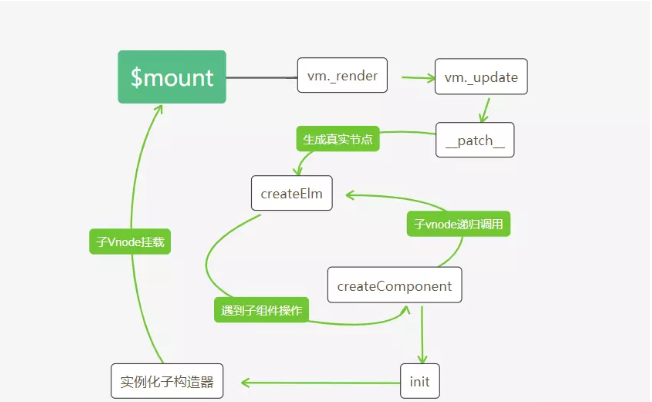 $mount
vm._render
vm._update
__patch__
生成真实节点
createElm
子vnode递归调用
子Vnode挂载
createComponent
遇到子组件操作
实例化子构造器
init